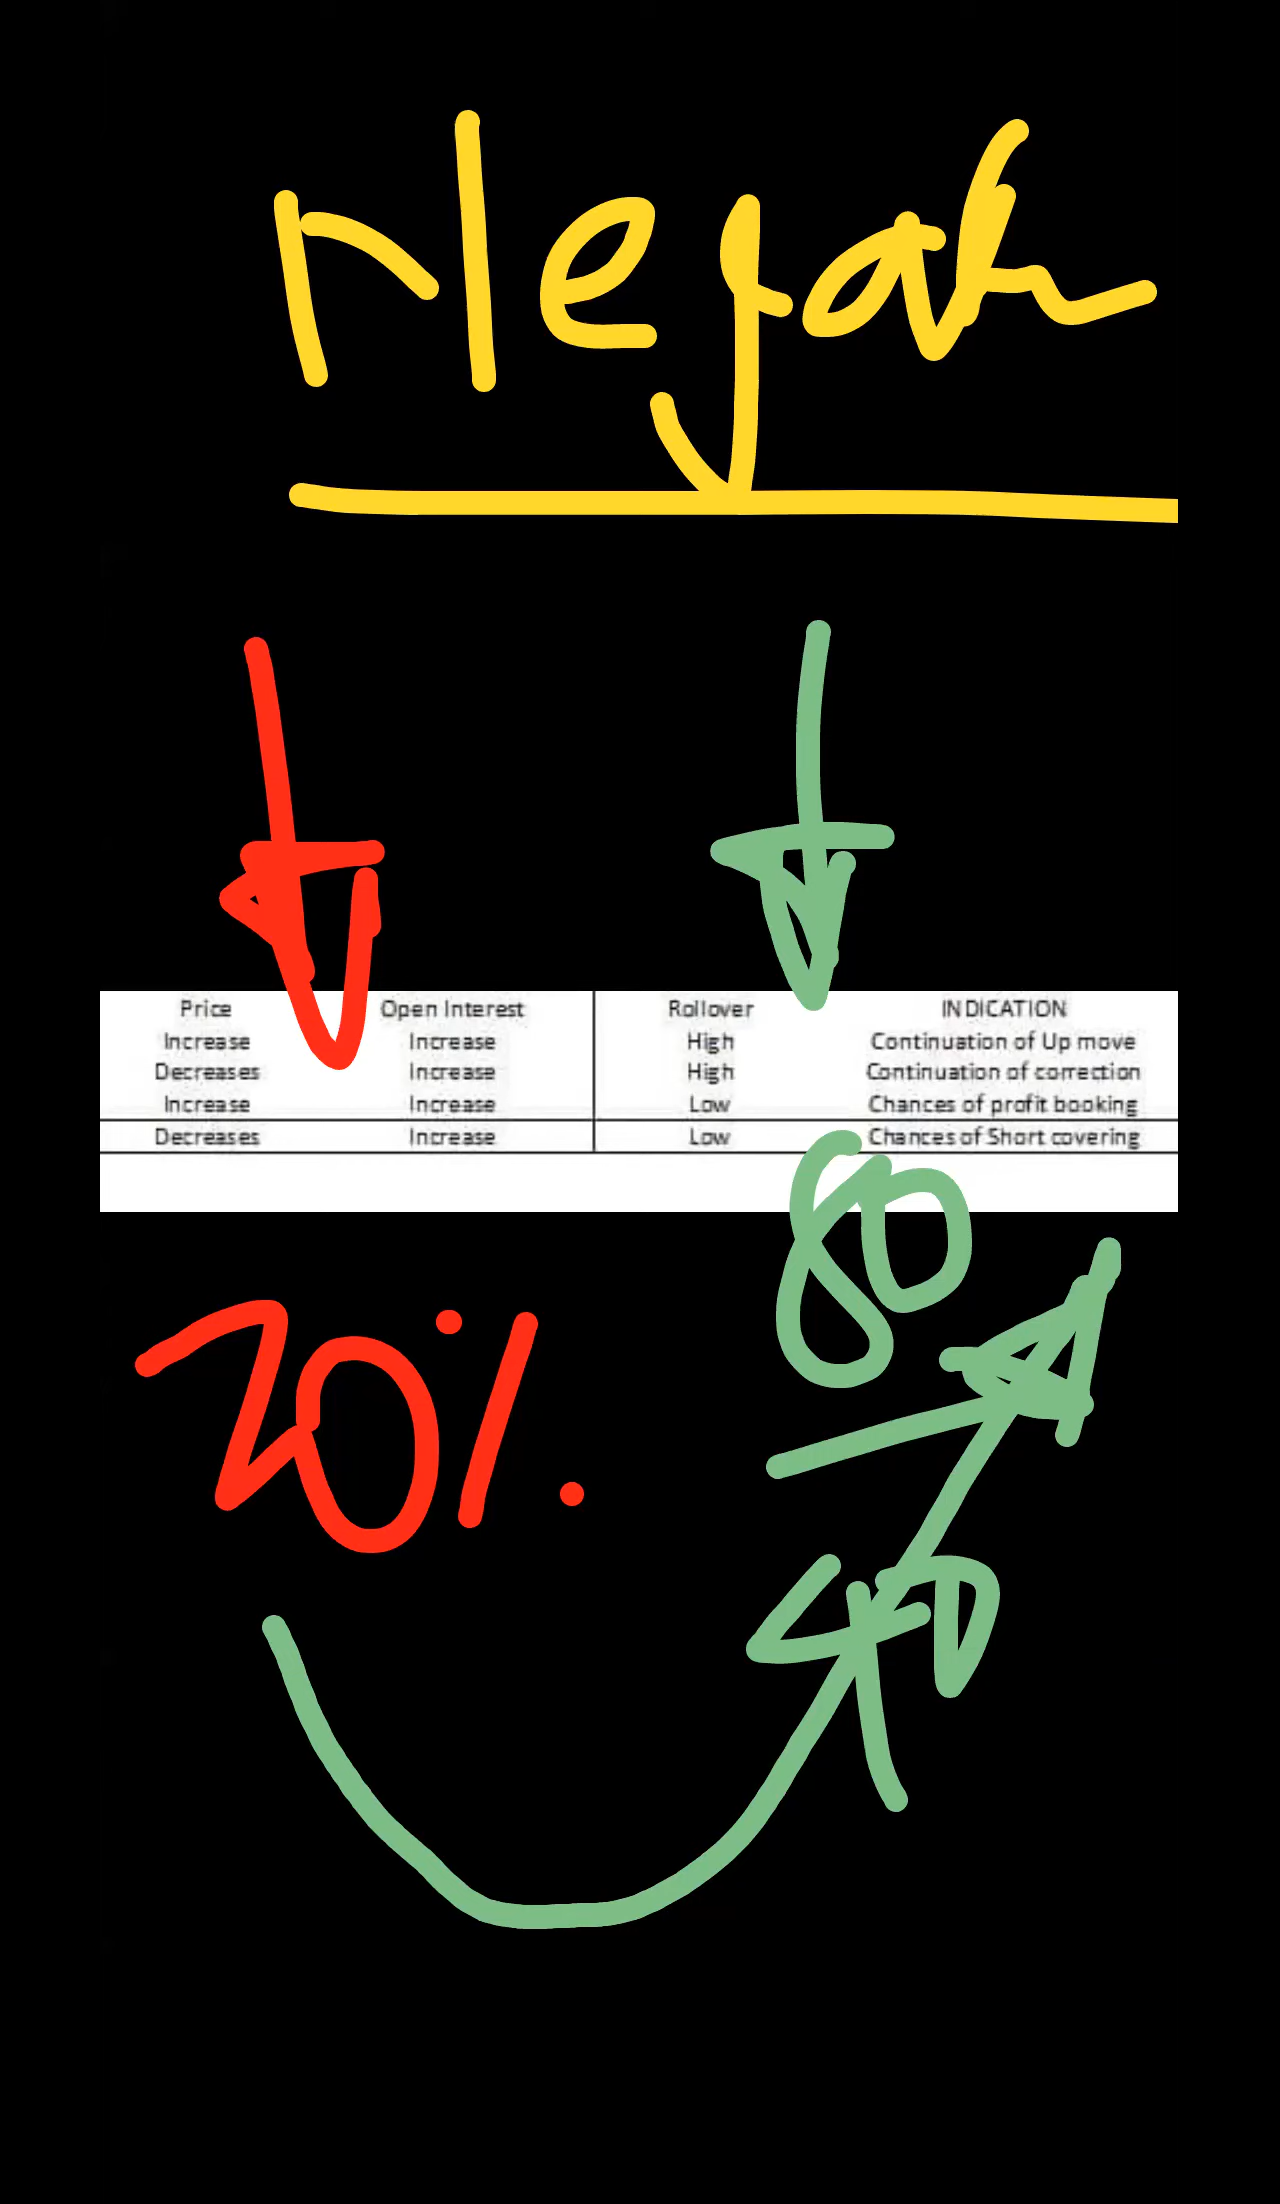 Price Open Interest Rollover INDICATION
Increase Increase High Continuation of Up move
Decreases Increase High Continuation of correction
Increase Increase Low Chances of profit booking
Decreases Increase Low Chances of Short covering
80
20%
40